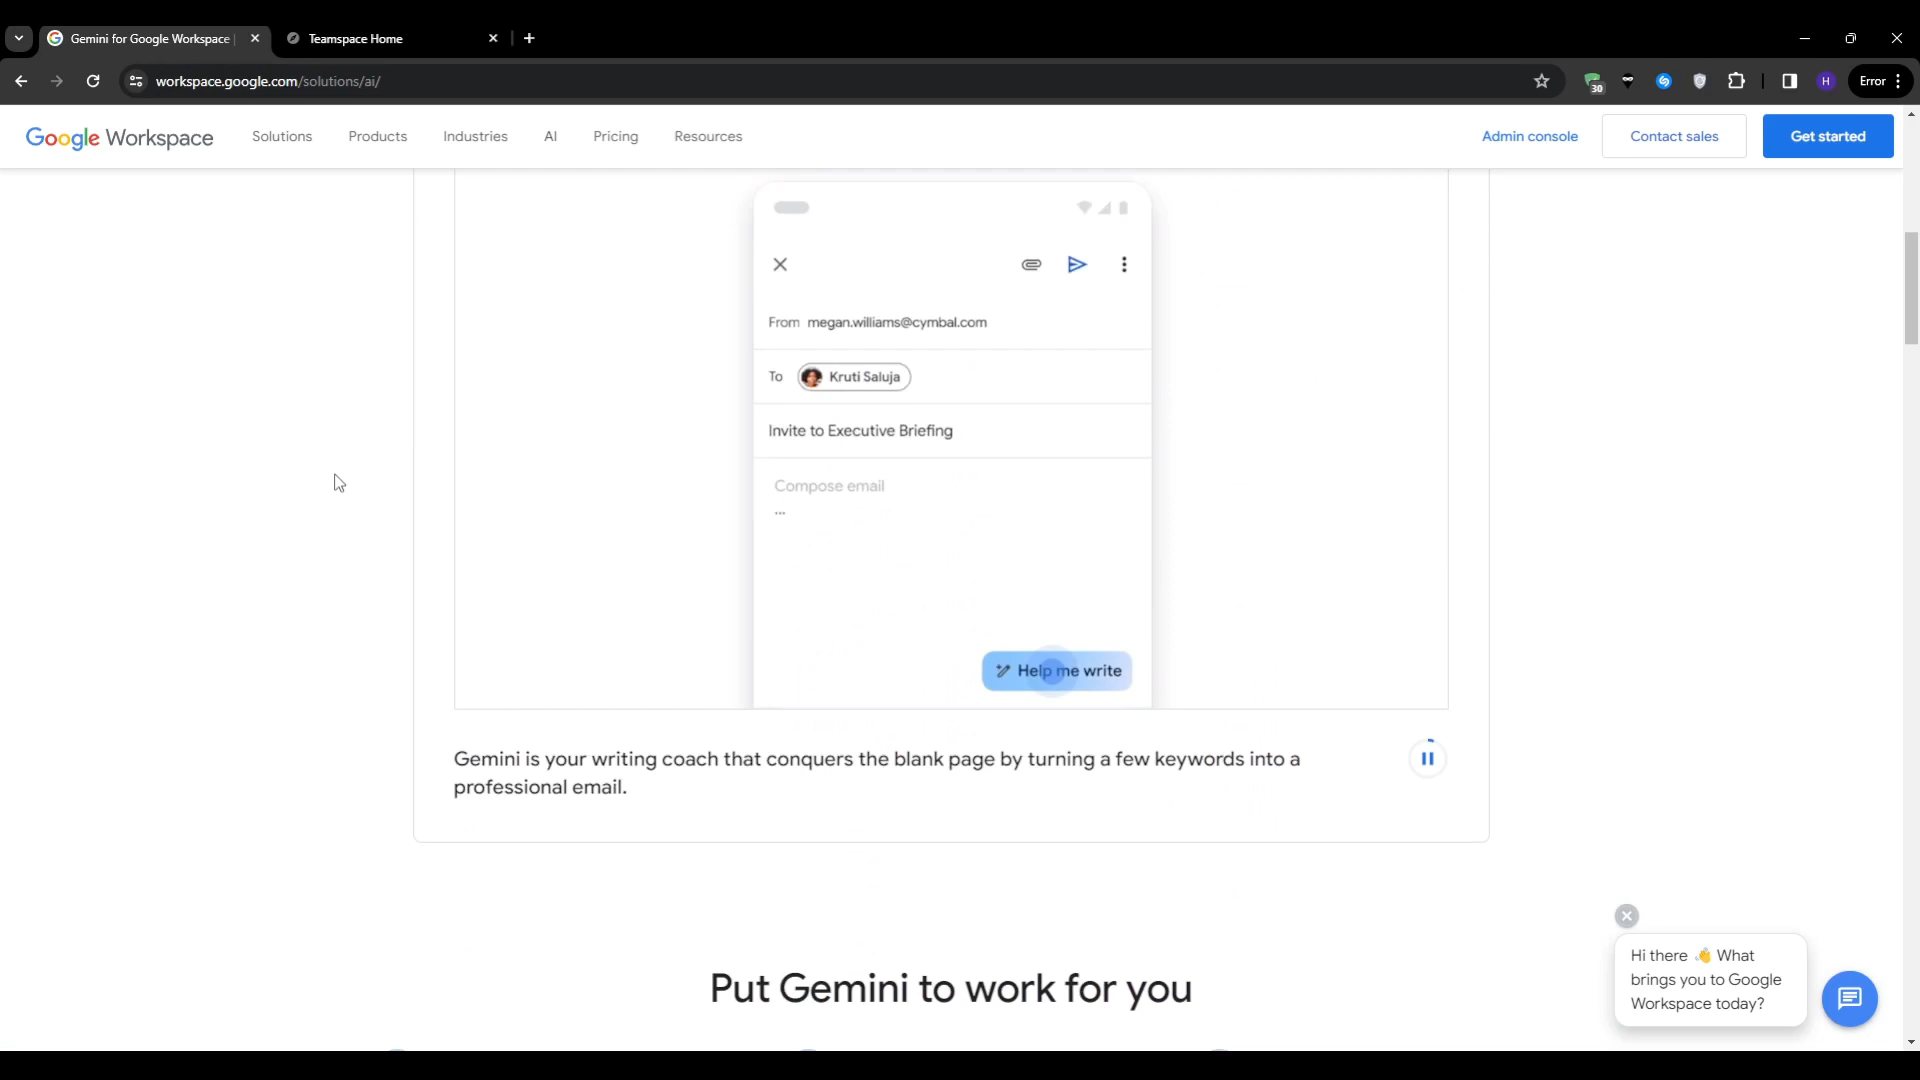 Gemini for Google Workspace |
Teamspace Home
workspace.google.com/solutions/ai/
30
H
Error
Google Workspace
Solutions
Products
Industries
AI
Pricing
Resources
Admin console
Contact sales
Get started
From megan.williams@cymbal.com
To Kruti Saluja
Invite to Executive Briefing
Compose email
...
Help me write
Gemini is your writing coach that conquers the blank page by turning a few keywords into a
professional email.
Put Gemini to work for you
Hi there 👋 What
brings you to Google
Workspace today?